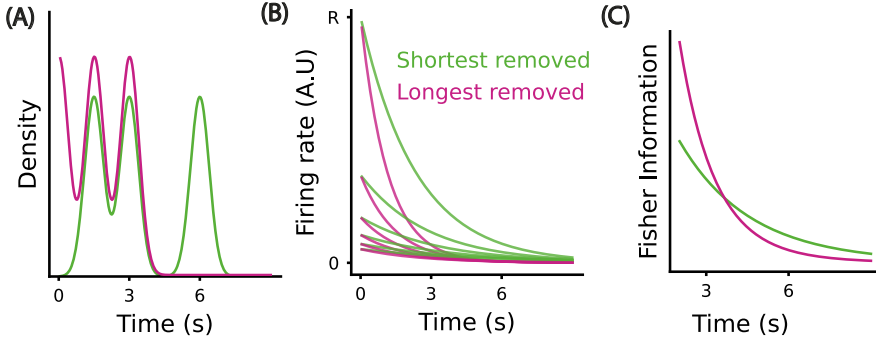 (A)
Density
0 3 6
Time (s)
(B)
Firing rate (A.U)
R
0
Shortest removed
Longest removed
0 3 6
Time (s)
(C)
Fisher Information
3 6
Time (s)